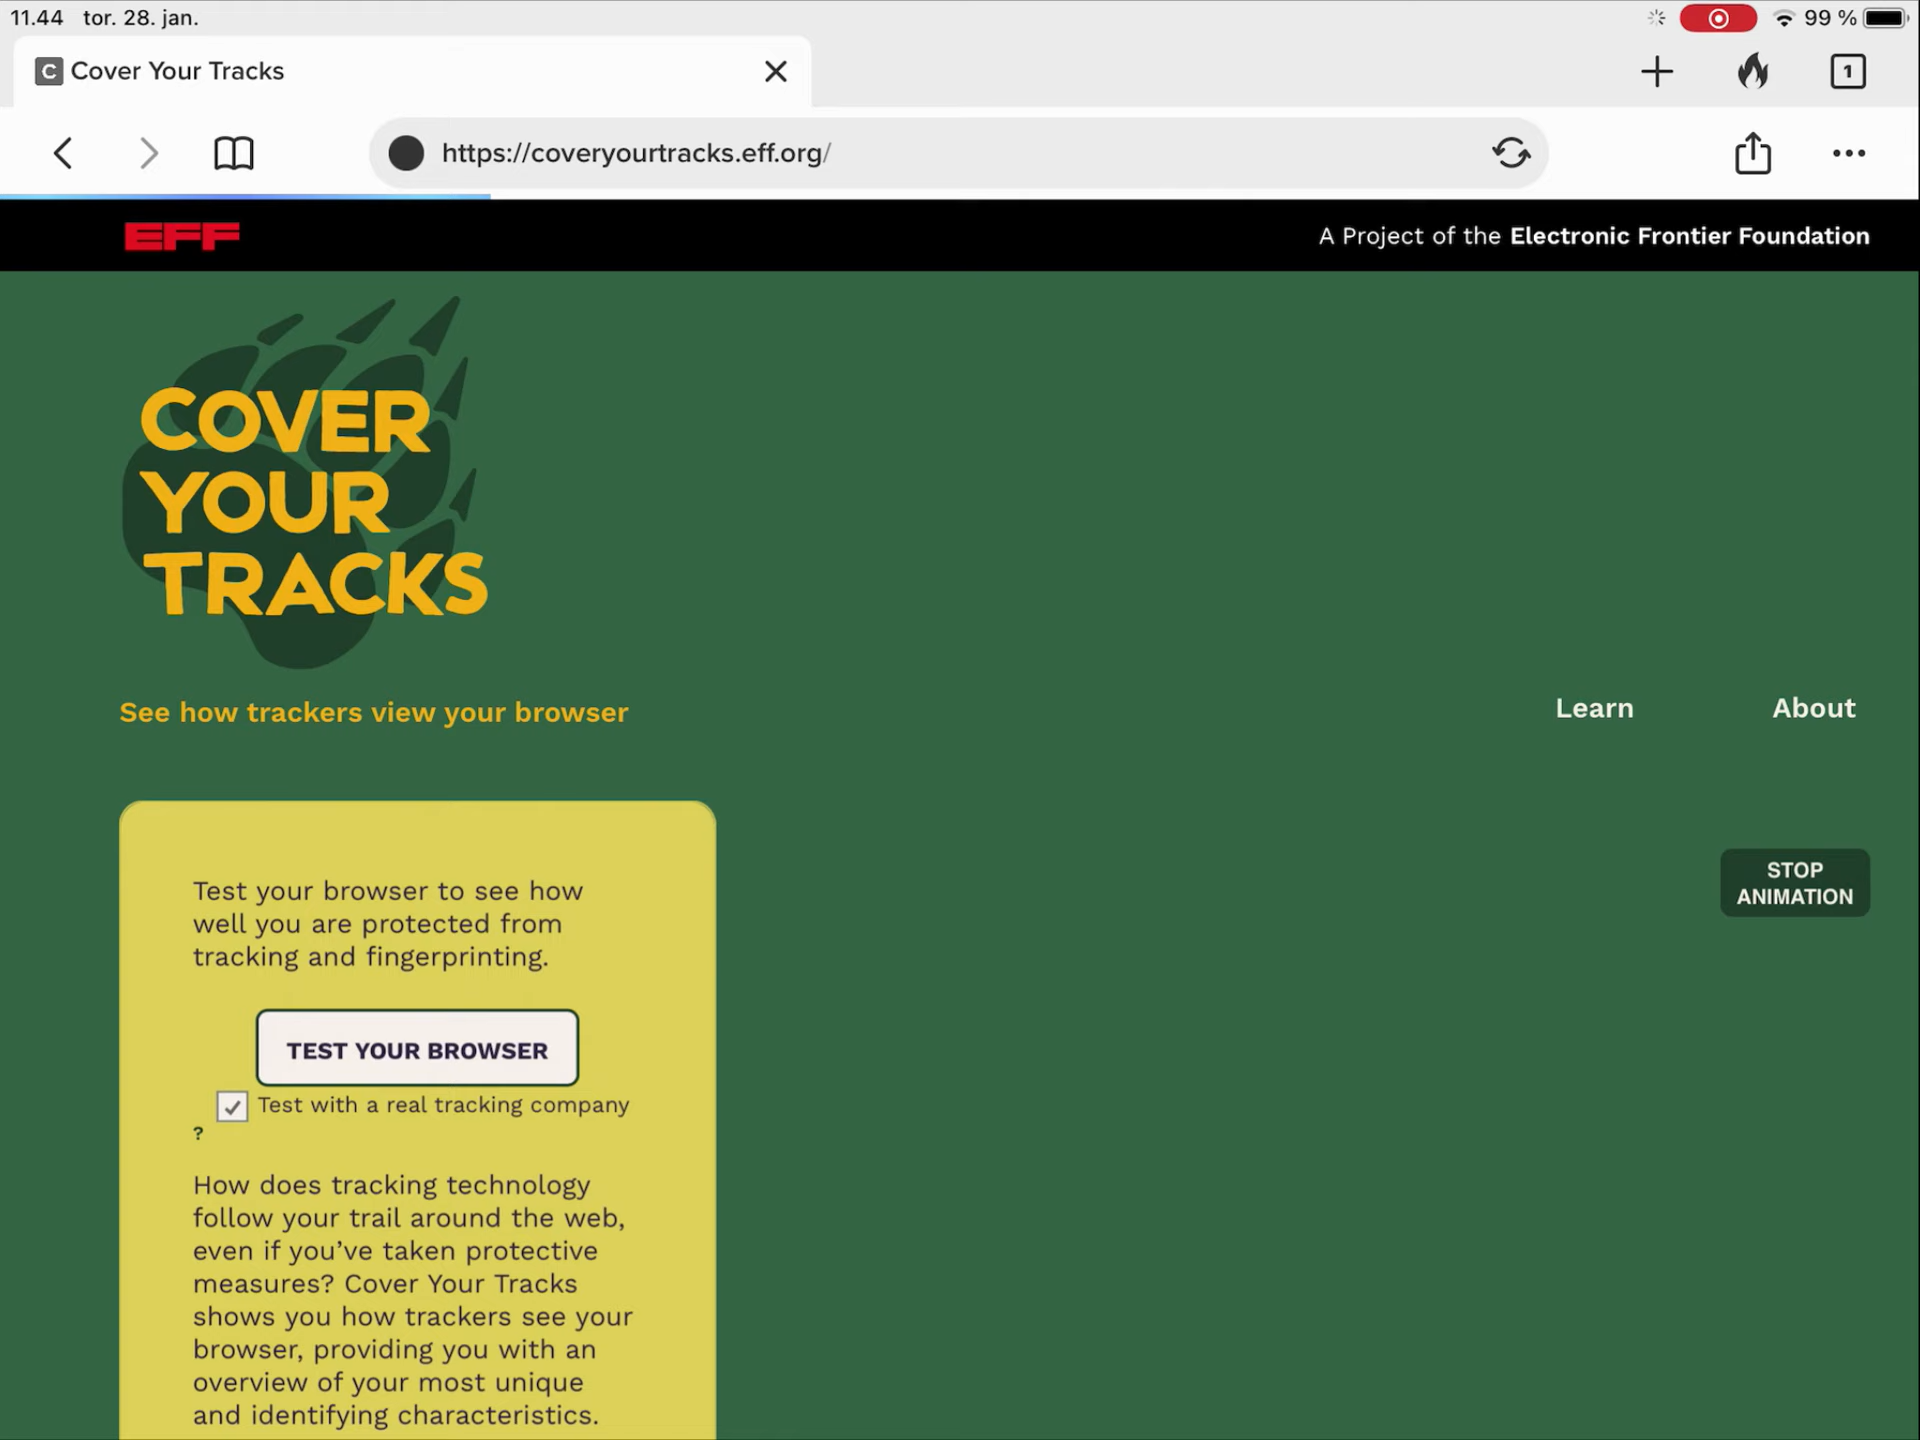 11.44 tor. 28. jan.
99 %
C Cover Your Tracks
1
https://coveryourtracks.eff.org/
EFF
A Project of the Electronic Frontier Foundation
COVER
YOUR
TRACKS
See how trackers view your browser
Learn
About
STOP
ANIMATION
Test your browser to see how
well you are protected from
tracking and fingerprinting.
TEST YOUR BROWSER
Test with a real tracking company
?
How does tracking technology
follow your trail around the web,
even if you’ve taken protective
measures? Cover Your Tracks
shows you how trackers see your
browser, providing you with an
overview of your most unique
and identifying characteristics.